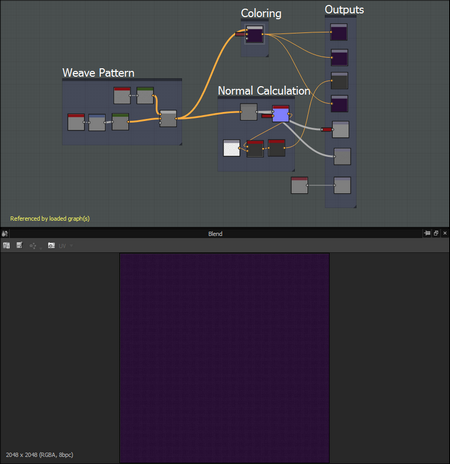 Coloring
Outputs
Weave Pattern
Normal Calculation
Referenced by loaded graph(s)
Blend
UV
2048 x 2048 (RGBA, 8bpc)